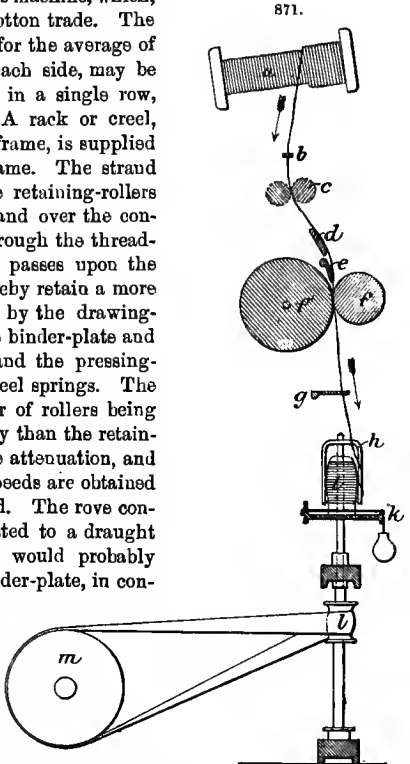 s machine, which,
otton trade. The
for the average of
each side, may be
in a single row,
A rack or creel,
frame, is supplied
ame. The strand
e retaining-rollers
and over the con-
rough the thread-
passes upon the
eby retain a more
by the drawing-
binder-plate and
and the pressing-
eel springs. The
r of rollers being
y than the retain-
e attenuation, and
eeds are obtained
d. The rove con-
ted to a draught
would probably
der-plate, in con-
871.
a
b
c
d
e
f′
f
g
h
i
k
l
m